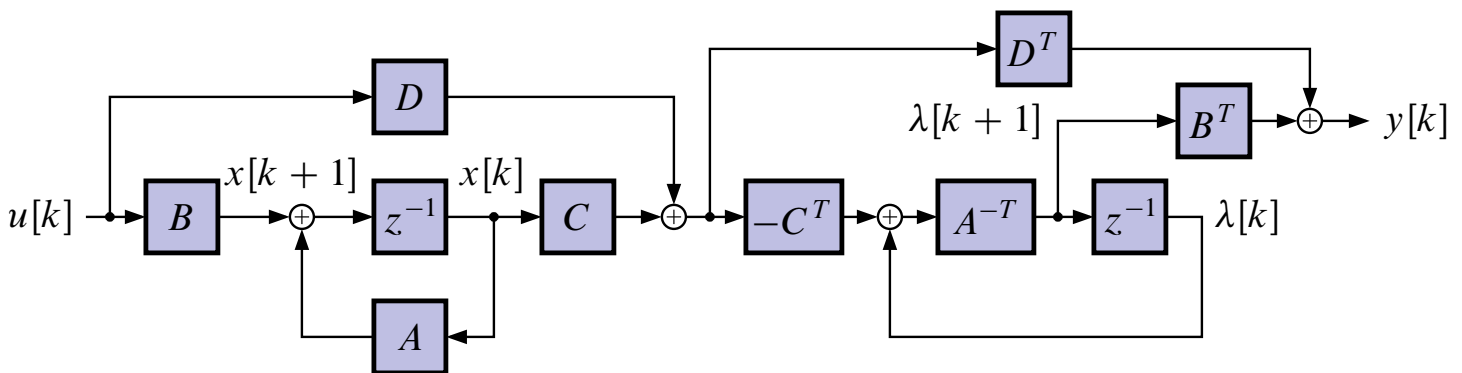 D^T
λ[k + 1]
B^T
y[k]
D
x[k + 1]
x[k]
u[k]
B
+
z^{-1}
C
+
-C^T
+
A^{-T}
z^{-1}
λ[k]
+
A